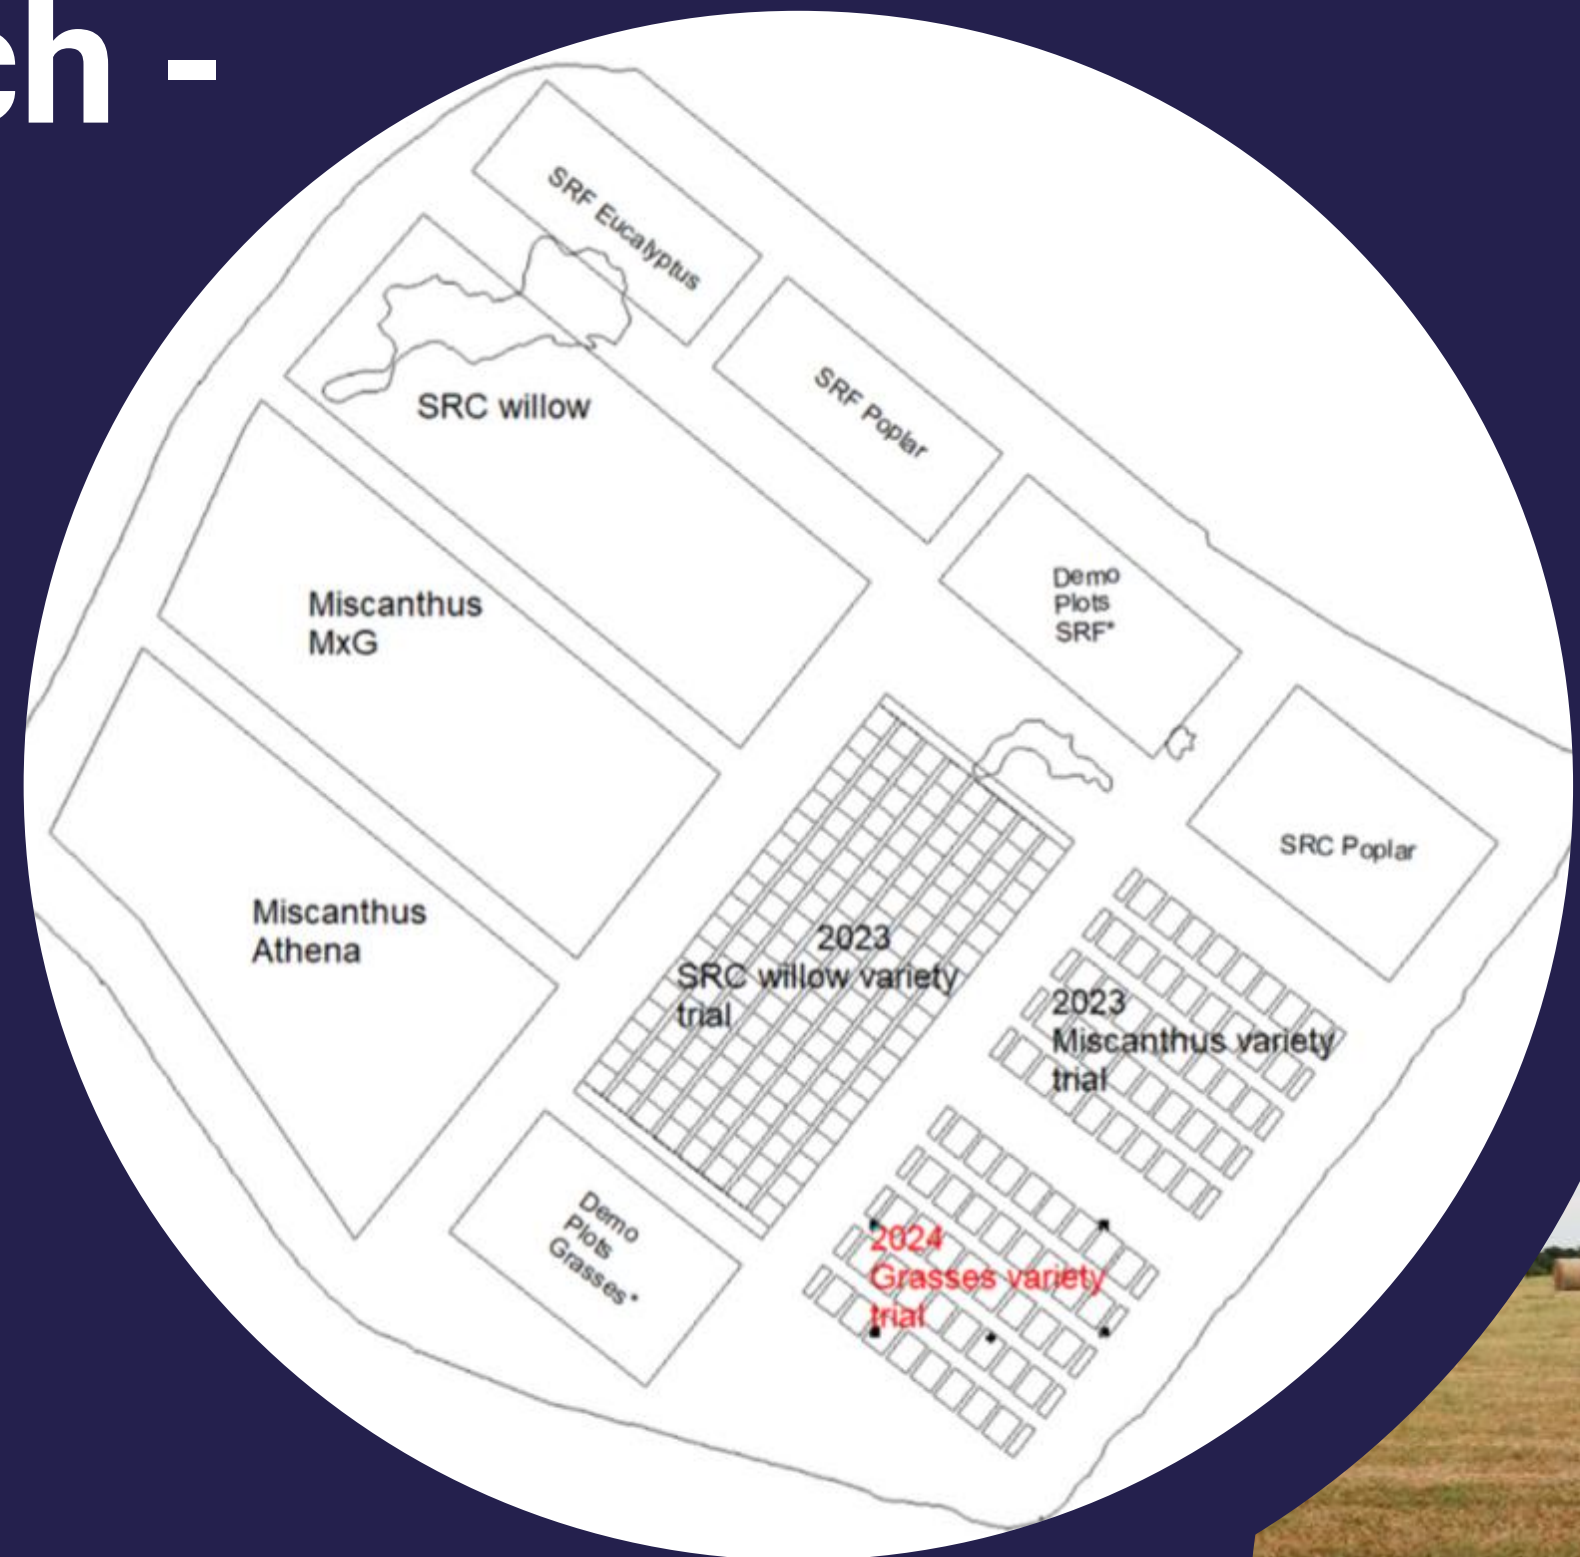 ch -
SRF Eucalyptus
SRF Poplar
SRC willow
Demo
Plots
SRF*
Miscanthus
MxG
SRC Poplar
Miscanthus
Athena
2023
SRC willow variety
trial
2023
Miscanthus variety
trial
Demo
Plots
Grasses*
2024
Grasses variety
trial